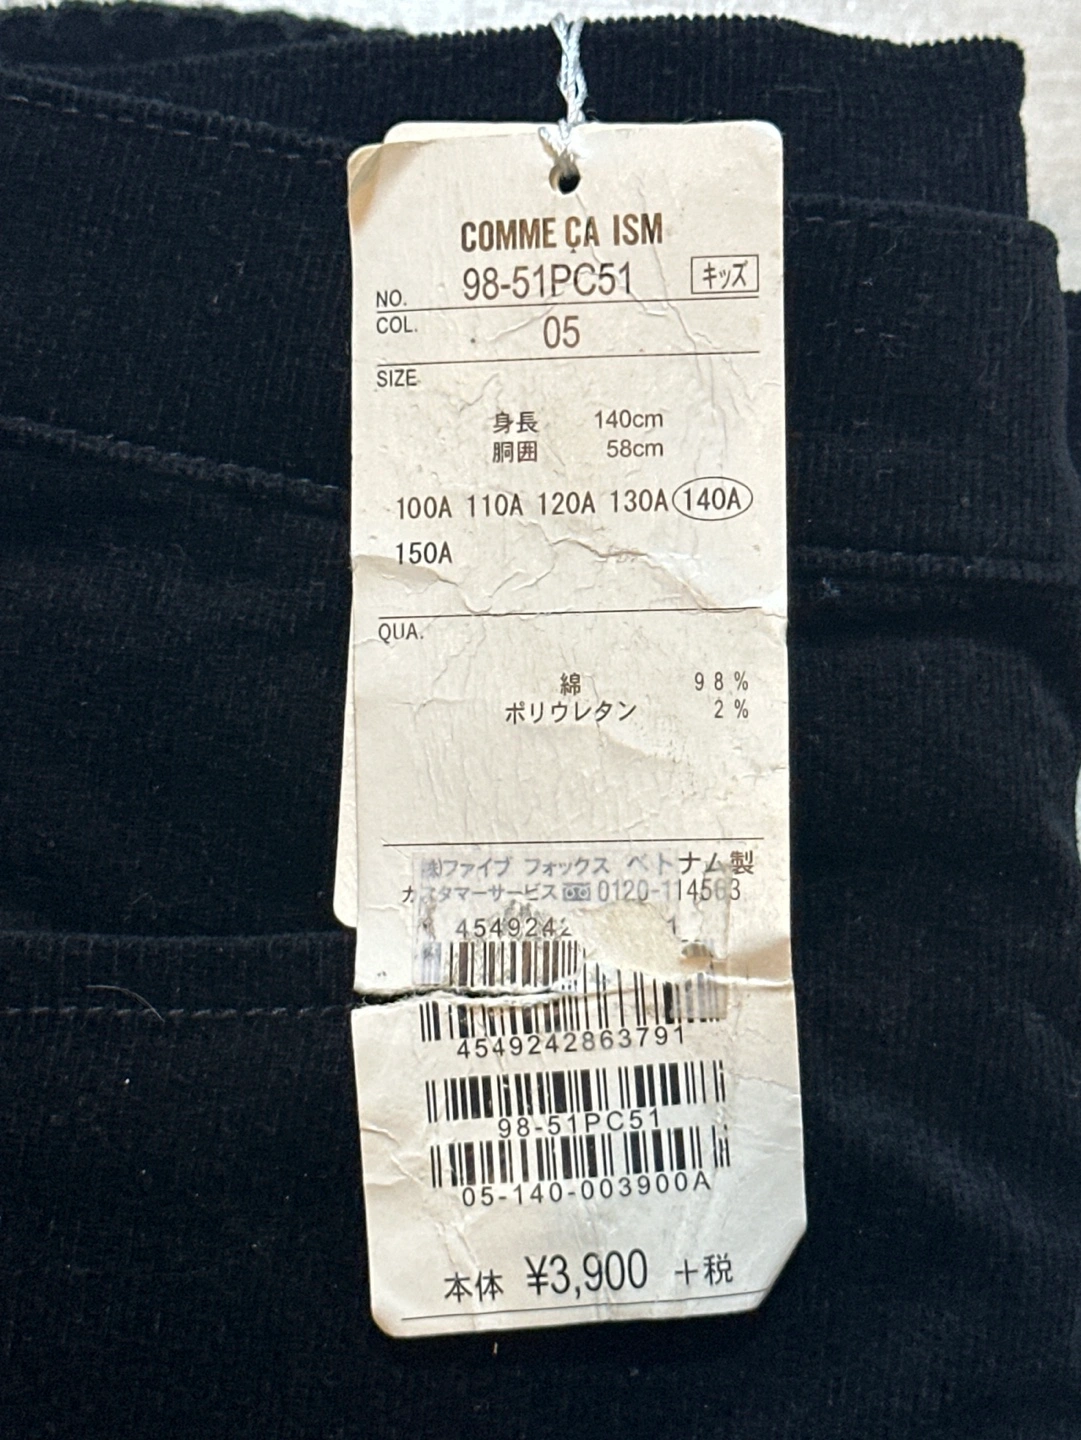 COMME ÇA ISM
NO. 98-51PC51 キッズ
COL. 05
SIZE
身長 140cm
胴囲 58cm
100A 110A 120A 130A 140A
150A
QUA.
綿 98%
ポリウレタン 2%
㈱ファイブ フォックス ベトナム製
カスタマーサービス 0120-114563
4549242
4549242863791
98-51PC51
05-140-003900A
本体 ¥3,900 +税